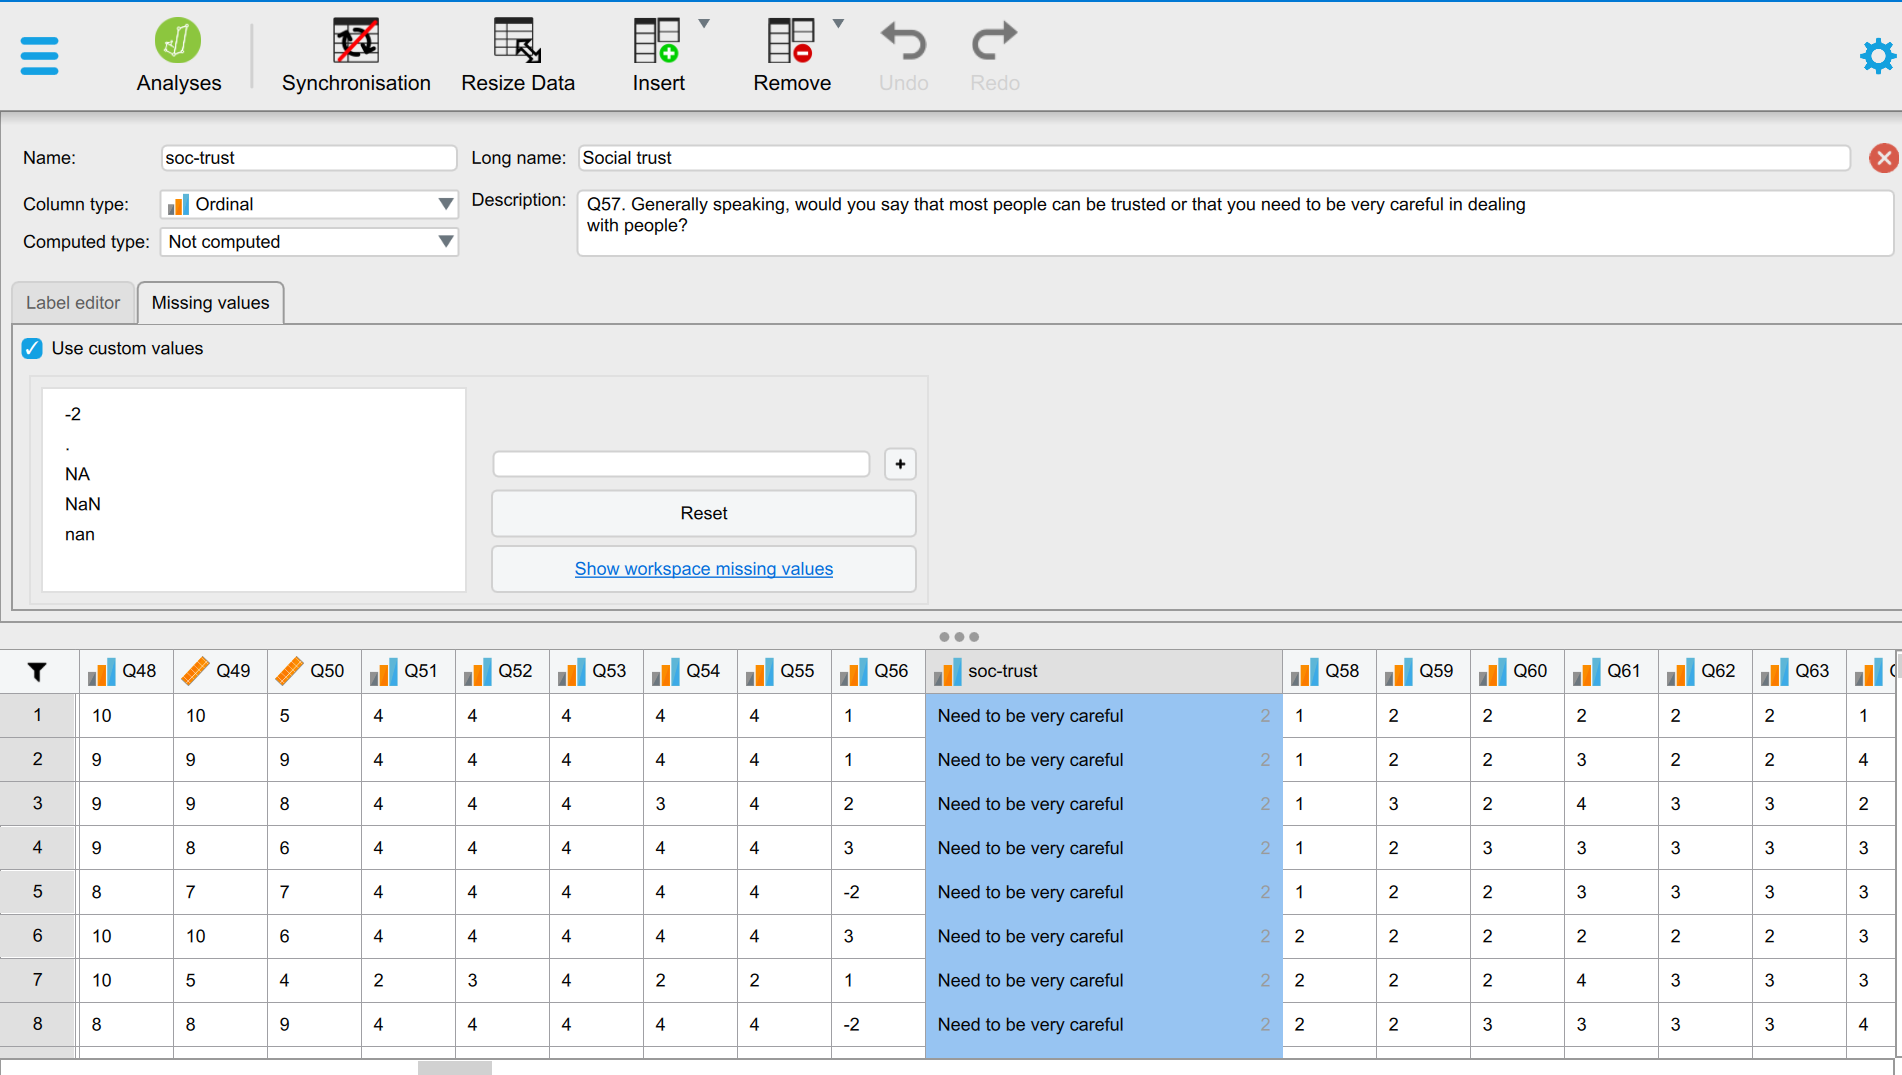 Analyses Synchronisation Resize Data Insert Remove Undo Redo
Name: soc-trust Long name: Social trust
Column type: Ordinal Description: Q57. Generally speaking, would you say that most people can be trusted or that you need to be very careful in dealing
with people?
Computed type: Not computed
Label editor Missing values
Use custom values
-2
.
NA
+
NaN
Reset
nan
Show workspace missing values
Q48 Q49 Q50 Q51 Q52 Q53 Q54 Q55 Q56 soc-trust Q58 Q59 Q60 Q61 Q62 Q63
1 10 10 5 4 4 4 4 4 1 Need to be very careful 2 1 2 2 2 2 2 1
2 9 9 9 4 4 4 4 4 1 Need to be very careful 2 1 2 2 3 2 2 4
3 9 9 8 4 4 4 3 4 2 Need to be very careful 2 1 3 2 4 3 3 2
4 9 8 6 4 4 4 4 4 3 Need to be very careful 2 1 2 3 3 3 3 3
5 8 7 7 4 4 4 4 4 -2 Need to be very careful 2 1 2 2 3 3 3 3
6 10 10 6 4 4 4 4 4 3 Need to be very careful 2 2 2 2 2 2 2 3
7 10 5 4 2 3 4 2 2 1 Need to be very careful 2 2 2 2 4 3 3 3
8 8 8 9 4 4 4 4 4 -2 Need to be very careful 2 2 2 3 3 3 3 4